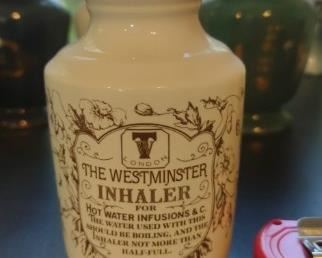 LONDON
THE WESTMINSTER
INHALER
FOR
HOT WATER INFUSIONS & C.
THE WATER USED WITH THIS
SHOULD BE BOILING, AND THE
INHALER NOT MORE THAN
HALF-FULL